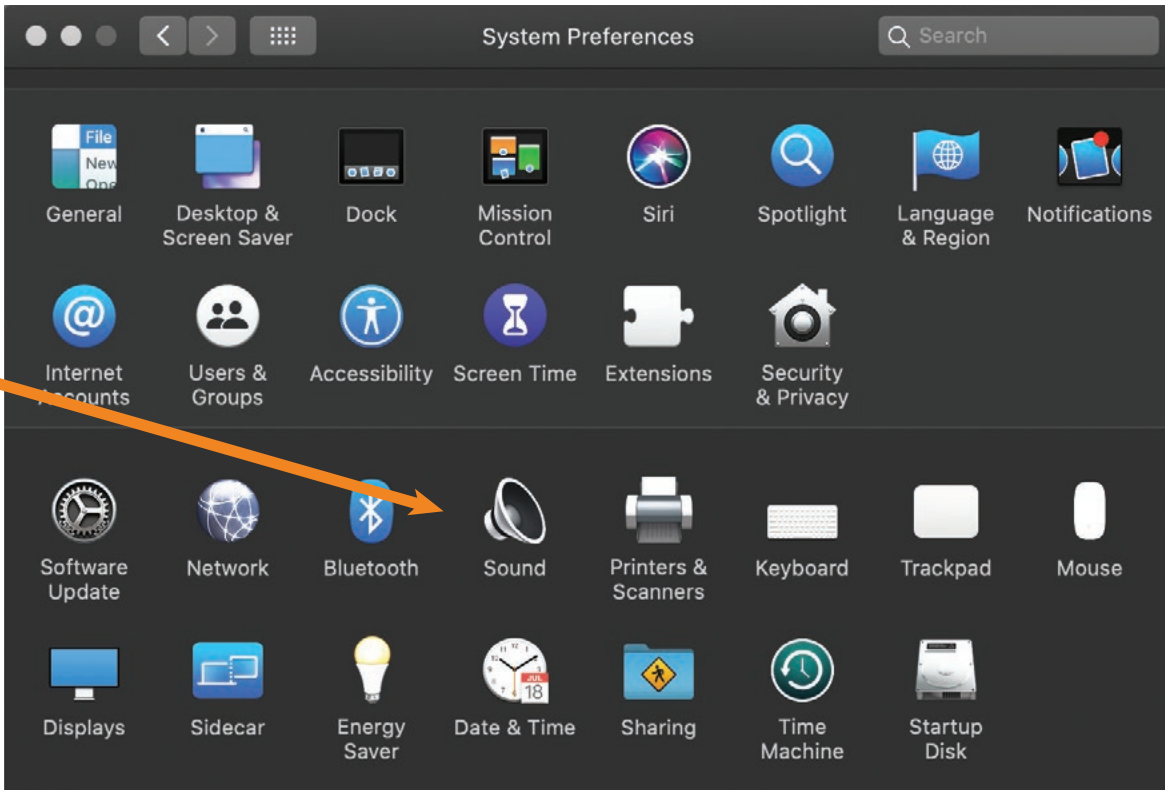 System Preferences
Search
File
New
General
Desktop &
Screen Saver
Dock
Mission
Control
Siri
Spotlight
Language
& Region
Notifications
Internet
Accounts
Users &
Groups
Accessibility
Screen Time
Extensions
Security
& Privacy
Software
Update
Network
Bluetooth
Sound
Printers &
Scanners
Keyboard
Trackpad
Mouse
Displays
Sidecar
Energy
Saver
JUL
18
Date & Time
Sharing
Time
Machine
Startup
Disk